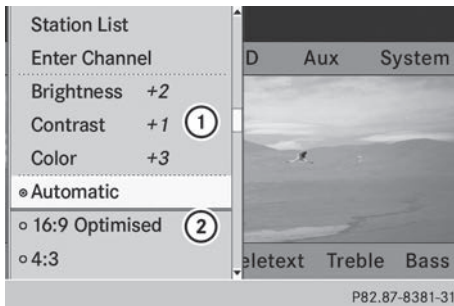 Station List
Enter Channel
D Aux System
Brightness +2
Contrast +1
1
Color +3
Automatic
16:9 Optimised
2
4:3
eletext Treble Bass
P82.87-8381-31